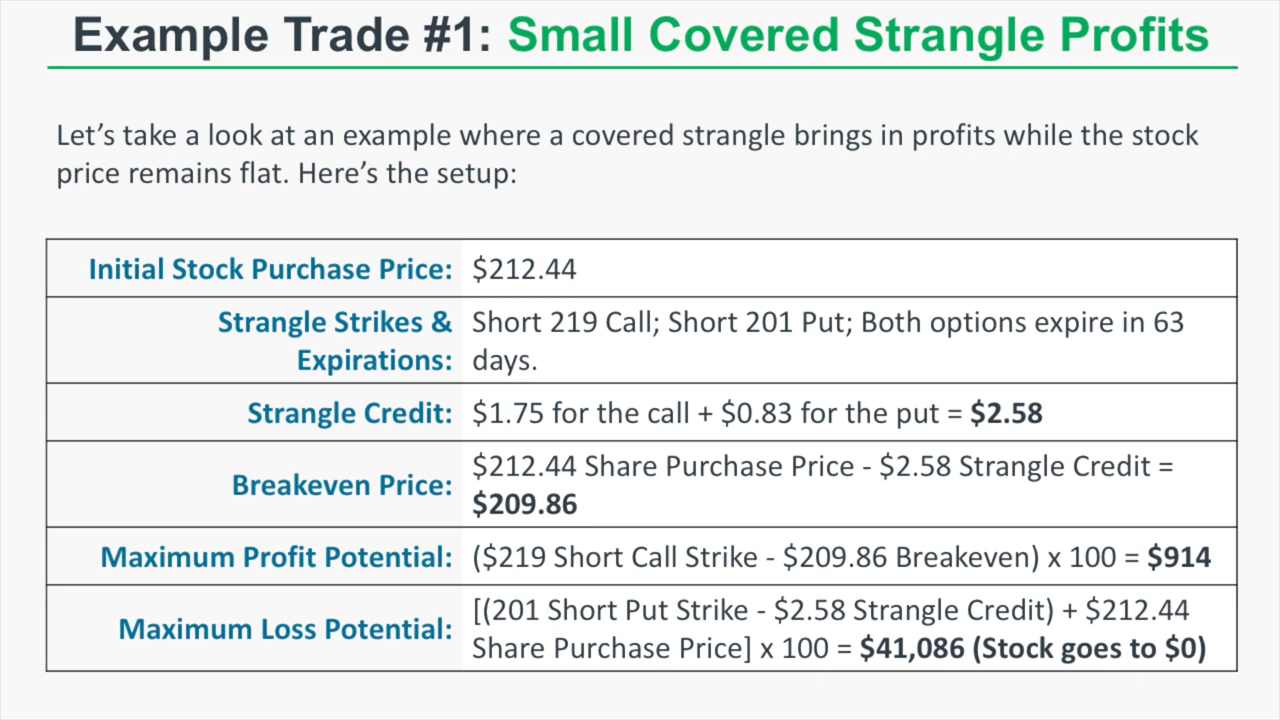 Example Trade #1: Small Covered Strangle Profits
Let’s take a look at an example where a covered strangle brings in profits while the stock
price remains flat. Here’s the setup:
Initial Stock Purchase Price: $212.44
Strangle Strikes & Short 219 Call; Short 201 Put; Both options expire in 63
Expirations: days.
Strangle Credit: $1.75 for the call + $0.83 for the put = $2.58
Breakeven Price: $212.44 Share Purchase Price - $2.58 Strangle Credit =
$209.86
Maximum Profit Potential: ($219 Short Call Strike - $209.86 Breakeven) x 100 = $914
Maximum Loss Potential: [(201 Short Put Strike - $2.58 Strangle Credit) + $212.44
Share Purchase Price] x 100 = $41,086 (Stock goes to $0)